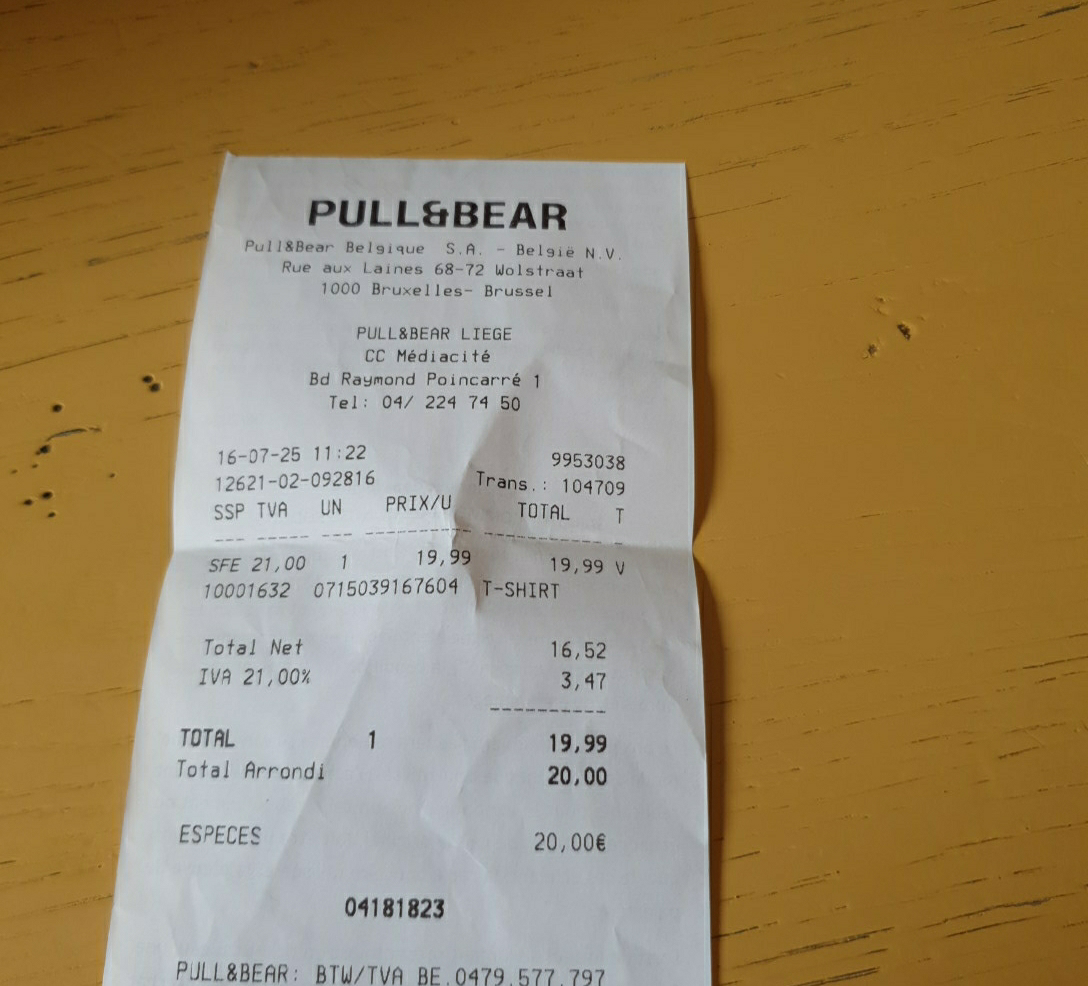 PULL&BEAR
Pull&Bear Belgique S.A. - België N.V.
Rue aux Laines 68-72 Wolstraat
1000 Bruxelles- Brussel
PULL&BEAR LIEGE
CC Médiacité
Bd Raymond Poincarré 1
Tel: 04/ 224 74 50
16-07-25 11:22 9953038
12621-02-092816 Trans.: 104709
SSP TVA UN PRIX/U TOTAL T
--- ----- --- ------------ ---------- -
SFE 21,00 1 19,99 19,99 V
10001632 0715039167604 T-SHIRT
Total Net 16,52
IVA 21,00% 3,47
----------
TOTAL 1 19,99
Total Arrondi 20,00
ESPECES 20,00€
04181823
PULL&BEAR: BTW/TVA BE.0479.577.797